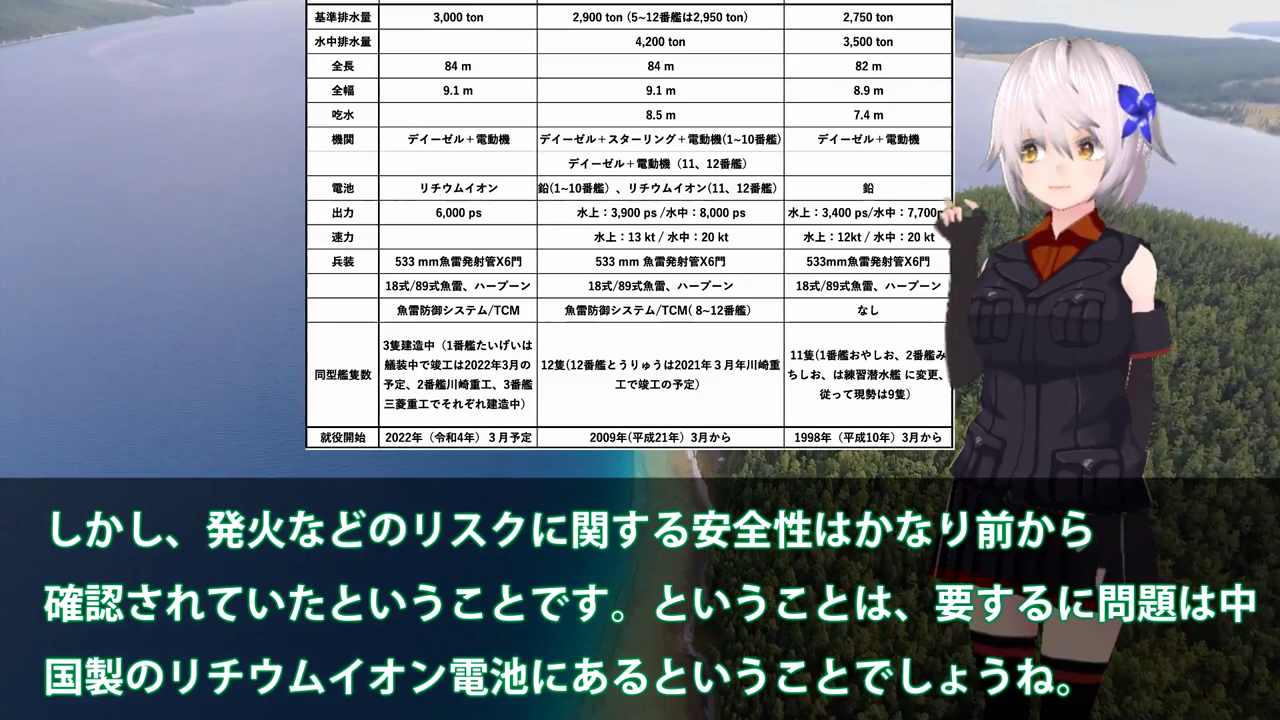 基準排水量 3,000 ton 2,900 ton (5~12番艦は2,950 ton) 2,750 ton
水中排水量 4,200 ton 3,500 ton
全長 84 m 84 m 82 m
全幅 9.1 m 9.1 m 8.9 m
吃水 8.5 m 7.4 m
機関 デイーゼル+電動機 デイーゼル+スターリング+電動機(1~10番艦) デイーゼル+電動機
デイーゼル+電動機(11、12番艦)
電池 リチウムイオン 鉛(1~10番艦)、リチウムイオン(11、12番艦) 鉛
出力 6,000 ps 水上:3,900 ps /水中:8,000 ps 水上:3,400 ps/水中:7,700
速力 水上:13 kt / 水中:20 kt 水上:12kt / 水中:20 kt
兵装 533 mm魚雷発射管X6門 533 mm 魚雷発射管X6門 533mm魚雷発射管X6門
18式/89式魚雷、ハープーン 18式/89式魚雷、ハープーン 18式/89式魚雷、ハープーン
魚雷防御システム/TCM 魚雷防御システム/TCM( 8~12番艦) なし
同型艦隻数
3隻建造中(1番艦たいげいは
艤装中で竣工は2022年3月の
予定、2番艦川崎重工、3番艦
三菱重工でそれぞれ建造中)
12隻(12番艦とうりゅうは2021年3月年川崎重
工で竣工の予定)
11隻(1番艦おやしお、2番艦み
ちしお、は練習潜水艦 に変更、
従って現勢は9隻)
就役開始 2022年(令和4年)3月予定 2009年(平成21年)3月から 1998年(平成10年)3月から
しかし、発火などのリスクに関する安全性はかなり前から
確認されていたということです。ということは、要するに問題は中
国製のリチウムイオン電池にあるということでしょうね。